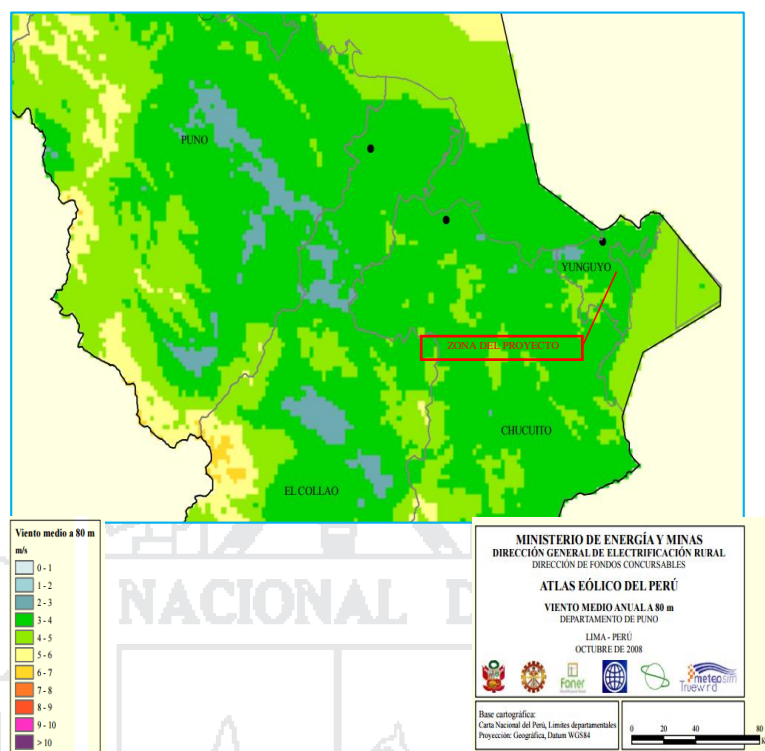 PUNO
YUNGUYO
ZONA DEL PROYECTO
CHUCUITO
EL COLLAO
Viento medio a 80 m
m/s
0 - 1
1 - 2
2 - 3
3 - 4
4 - 5
5 - 6
6 - 7
7 - 8
8 - 9
9 - 10
> 10
NACIONAL D
MINISTERIO DE ENERGÍA Y MINAS
DIRECCIÓN GENERAL DE ELECTRIFICACIÓN RURAL
DIRECCIÓN DE FONDOS CONCURSABLES
ATLAS EÓLICO DEL PERÚ
VIENTO MEDIO ANUAL A 80 m
DEPARTAMENTO DE PUNO
LIMA - PERÚ
OCTUBRE DE 2008
Foner
meteosim
Truewind
Base cartográfica:
Carta Nacional del Perú, Limites departamentales
Proyección: Geográfica, Datum WGS84
0 20 40 80
K